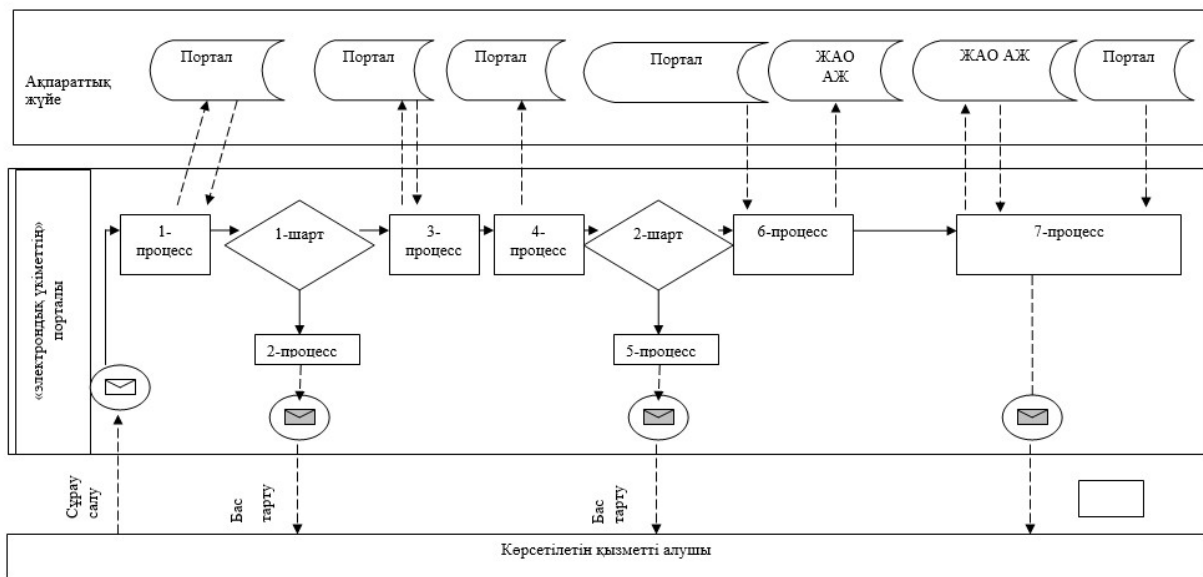 Портал
Портал
Портал
Портал
ЖАО
АЖ
ЖАО АЖ
Портал
Ақпараттық
жүйе
«электрондық үкіметтің»
порталы
1-
процесс
1-шарт
3-
процесс
4-
процесс
2-шарт
6-процесс
7-процесс
2-процесс
5-процесс
Сұрау
салу
Бас
тарту
Бас
тарту
Көрсетілетін қызметті алушы